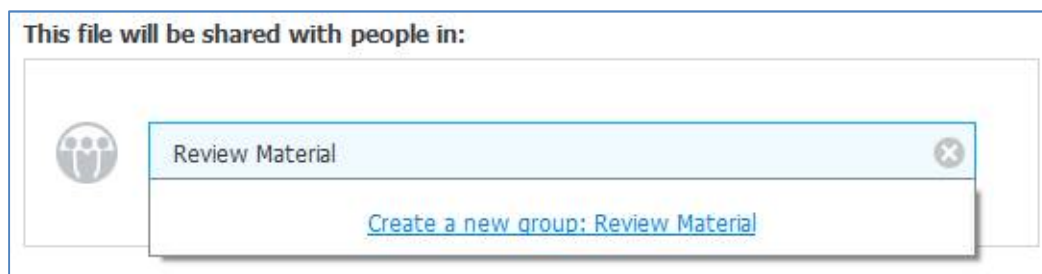 This file will be shared with people in:
Review Material
Create a new group: Review Material